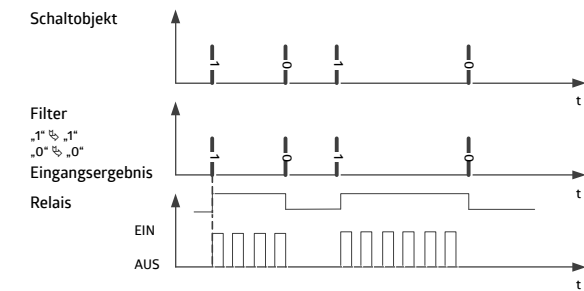 Schaltobjekt
1 0 1 0
t
Filter
„1“ ⮱ „1“
„0“ ⮱ „0“
1 0 1 0
Eingangsergebnis
t
Relais
EIN
AUS
t